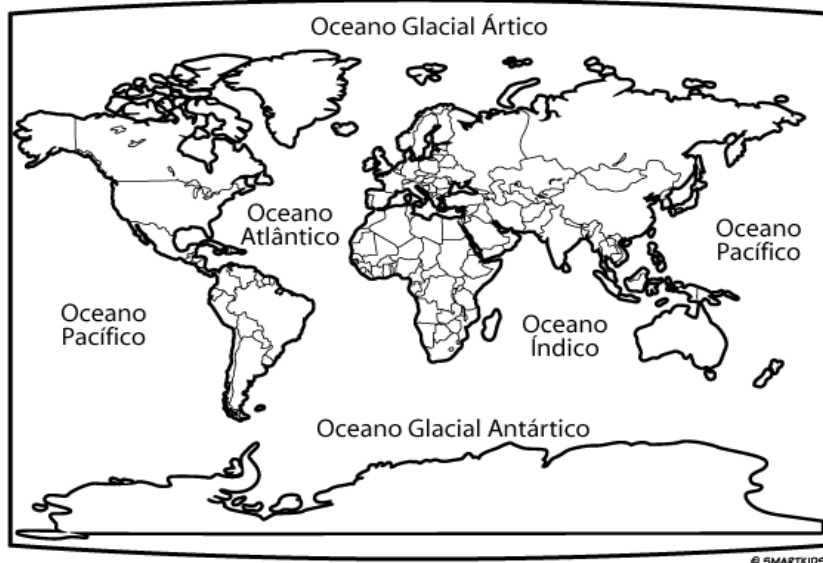 Oceano Glacial Ártico
Oceano
Atlântico
Oceano
Pacífico
Oceano
Pacífico
Oceano
Índico
Oceano Glacial Antártico
© SMARTKIDS